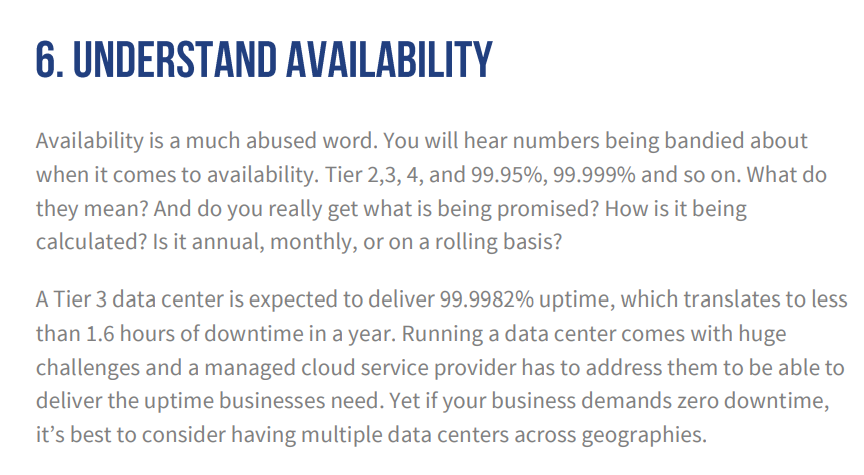 6. UNDERSTAND AVAILABILITY
Availability is a much abused word. You will hear numbers being bandied about
when it comes to availability. Tier 2,3, 4, and 99.95%, 99.999% and so on. What do
they mean? And do you really get what is being promised? How is it being
calculated? Is it annual, monthly, or on a rolling basis?
A Tier 3 data center is expected to deliver 99.9982% uptime, which translates to less
than 1.6 hours of downtime in a year. Running a data center comes with huge
challenges and a managed cloud service provider has to address them to be able to
deliver the uptime businesses need. Yet if your business demands zero downtime,
it’s best to consider having multiple data centers across geographies.